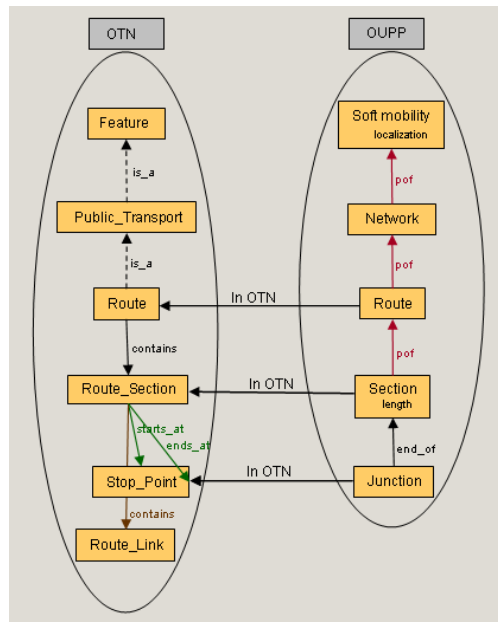 OTN
OUPP
Feature
Soft mobility
localization
is_a
pof
Public_Transport
Network
is_a
pof
Route
In OTN
Route
contains
pof
Route_Section
In OTN
Section
length
starts_at
ends_at
end_of
Stop_Point
In OTN
Junction
contains
Route_Link